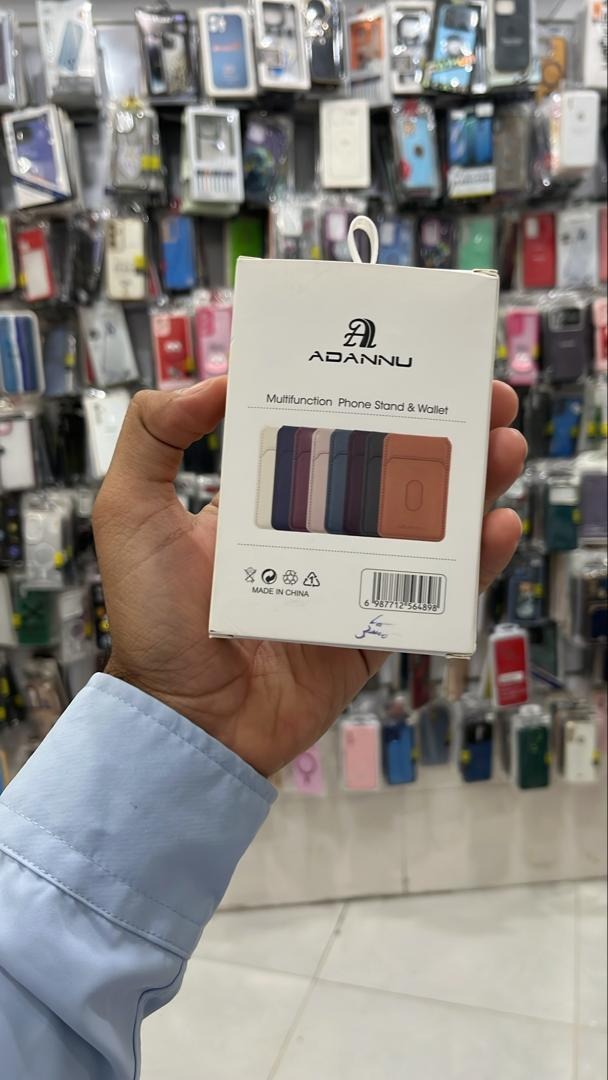 ADANNU
Multifunction Phone Stand & Wallet
MADE IN CHINA
6 987712 564898